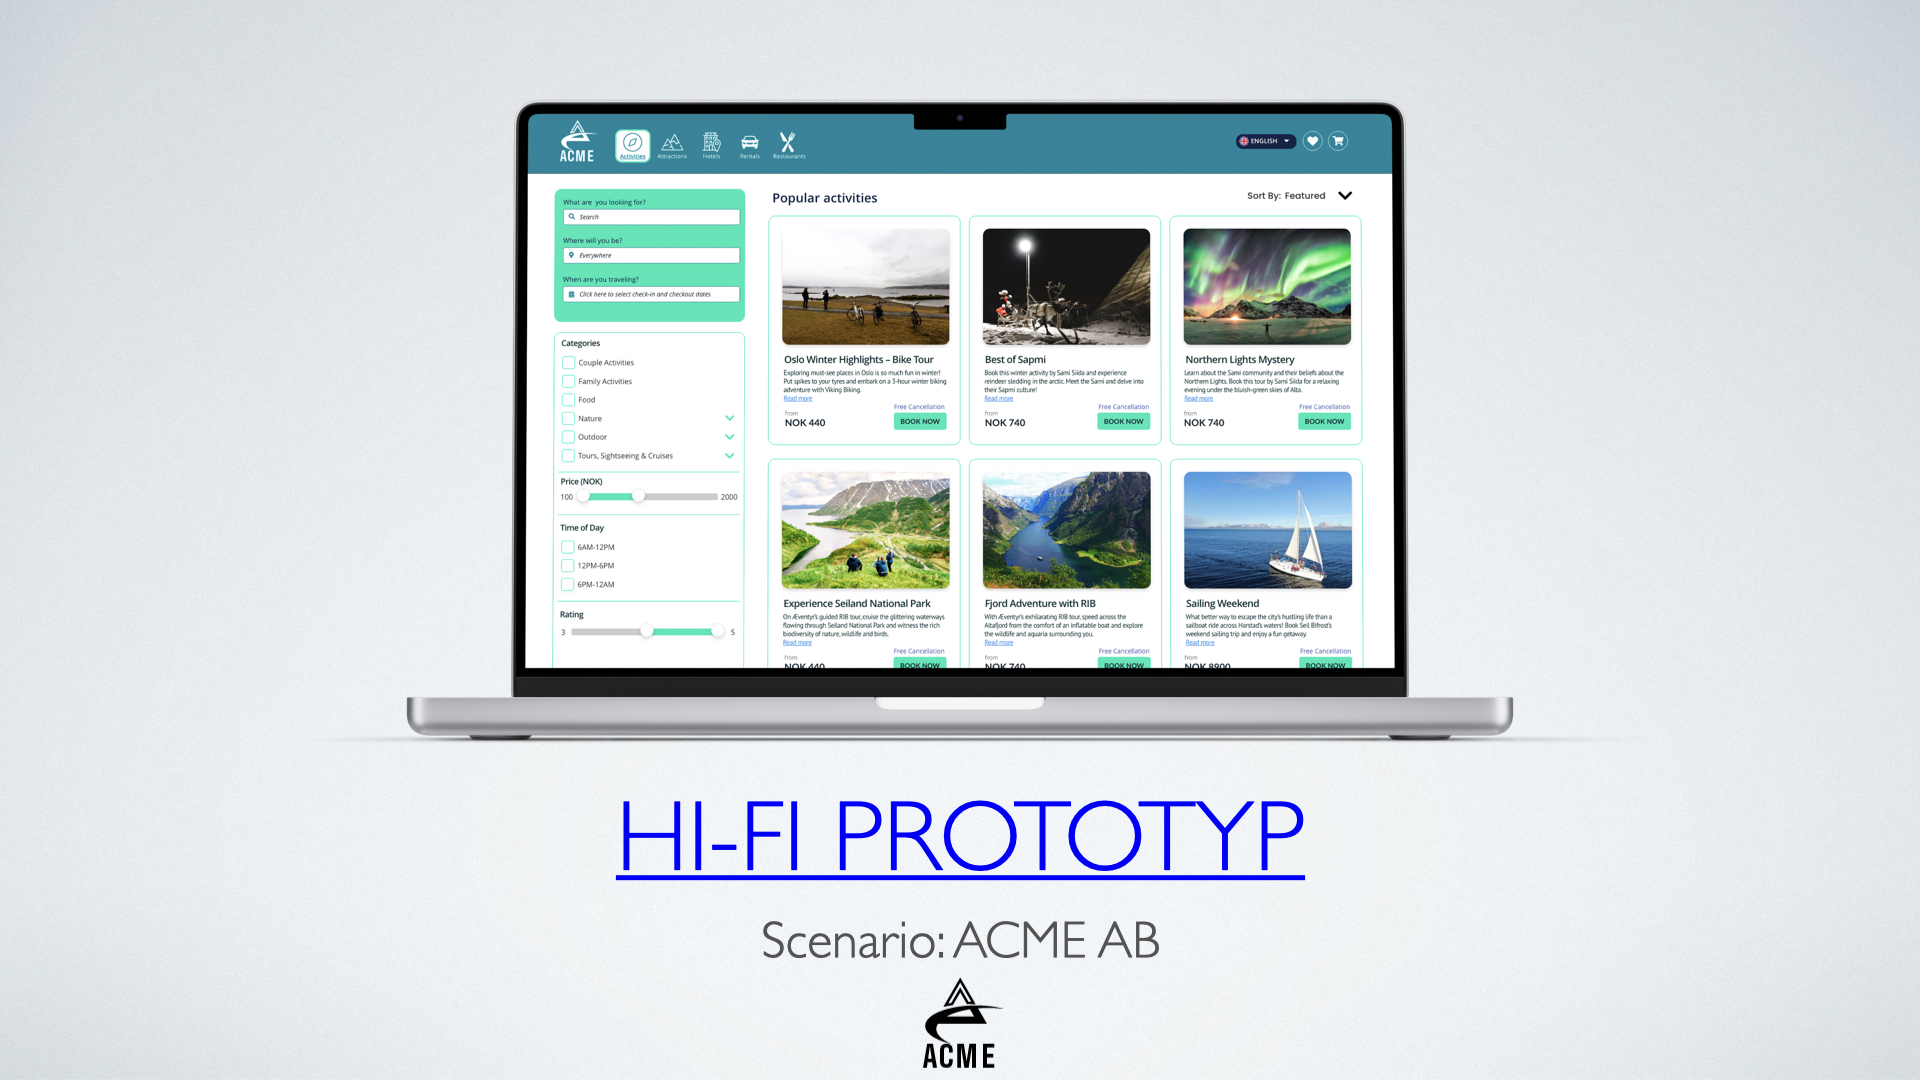 ACME
Activities
Attractions
Hotels
Rentals
Restaurants
ENGLISH
What are you looking for?
Search
Where will you be?
Everywhere
When are you traveling?
Click here to select check-in and checkout dates
Categories
Couple Activities
Family Activities
Food
Nature
Outdoor
Tours, Sightseeing & Cruises
Price (NOK)
100 2000
Time of Day
6AM-12PM
12PM-6PM
6PM-12AM
Rating
3 5
Popular activities
Sort By: Featured
Oslo Winter Highlights – Bike Tour
Exploring must-see places in Oslo is so much fun in winter!
Put spikes to your tyres and embark on a 3-hour winter biking
adventure with Viking Biking.
Read more
Free Cancellation
from
NOK 440
BOOK NOW
Best of Sapmi
Book this winter activity by Sami Siida and experience
reindeer sledding in the arctic. Meet the Sami and delve into
their Sapmi culture!
Read more
Free Cancellation
from
NOK 740
BOOK NOW
Northern Lights Mystery
Learn about the Sami community and their beliefs about the
Northern Lights. Book this tour by Sami Siida for a relaxing
evening under the bluish-green skies of Alta.
Read more
Free Cancellation
from
NOK 740
BOOK NOW
Experience Seiland National Park
On Æventyr's guided RIB tour, cruise the glittering waterways
flowing through Seiland National Park and witness the rich
biodiversity of nature, wildlife and birds.
Read more
Free Cancellation
from
NOK 440
BOOK NOW
Fjord Adventure with RIB
With Æventyr's exhilarating RIB tour, speed across the
Altafjord from the comfort of an inflatable boat and explore
the wildlife and aquaria surrounding you.
Read more
Free Cancellation
from
NOK 740
BOOK NOW
Sailing Weekend
What better way to escape the city's hustling life than a
sailboat ride across Harstad's waters! Book Seil Bifrost's
weekend sailing trip and enjoy a fun getaway.
Read more
Free Cancellation
from
NOK 8900
BOOK NOW
HI-FI PROTOTYP
Scenario: ACME AB
ACME